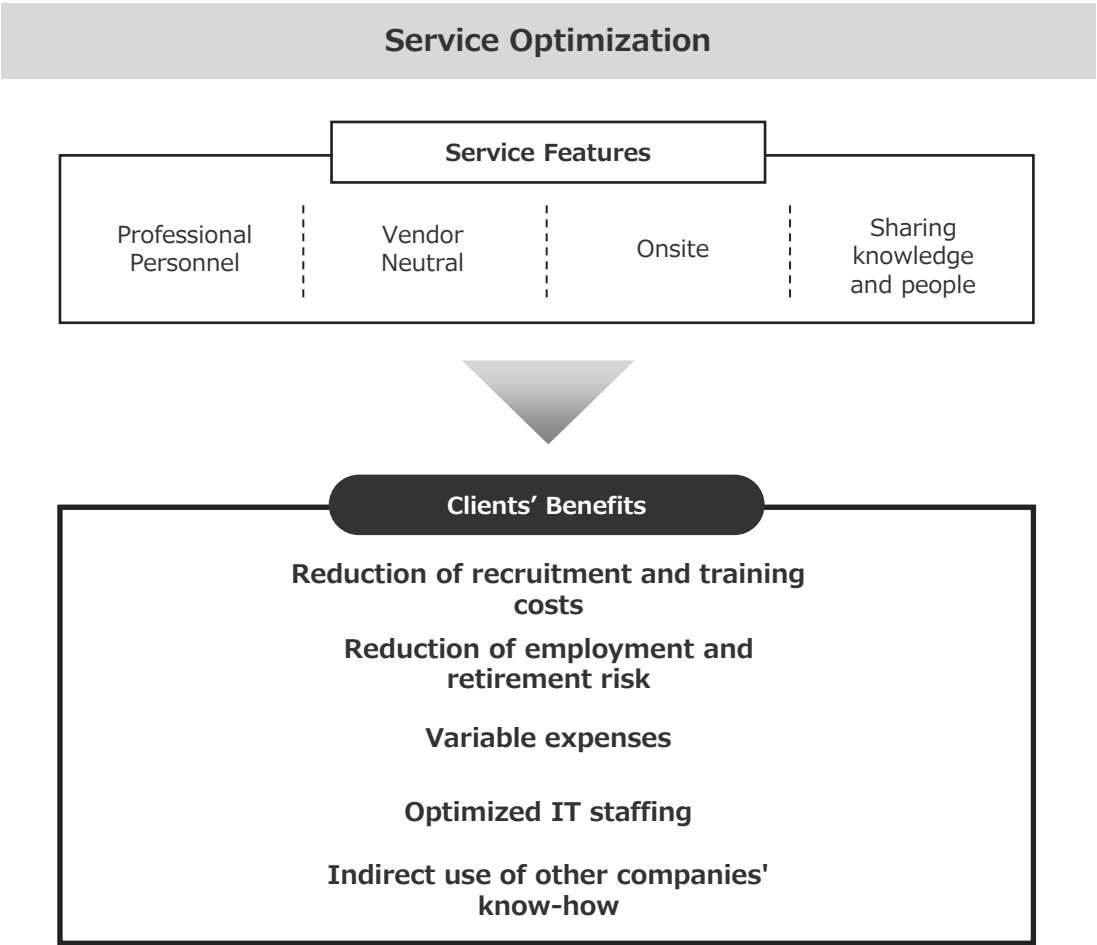 Service Optimization
Service Features
Professional
Personnel
Vendor
Neutral
Onsite
Sharing
knowledge
and people
Clients’ Benefits
Reduction of recruitment and training
costs
Reduction of employment and
retirement risk
Variable expenses
Optimized IT staffing
Indirect use of other companies'
know-how